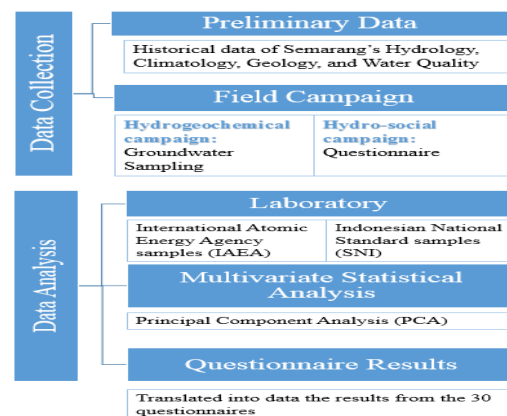 Data Collection
Preliminary Data
Historical data of Semarang's Hydrology,
Climatology, Geology, and Water Quality
Field Campaign
Hydrogeochemical
campaign:
Groundwater
Sampling
Hydro-social
campaign:
Questionnaire
Data Analysis
Laboratory
International Atomic
Energy Agency
samples (IAEA)
Indonesian National
Standard samples
(SNI)
Multivariate Statistical
Analysis
Principal Component Analysis (PCA)
Questionnaire Results
Translated into data the results from the 30
questionnaires